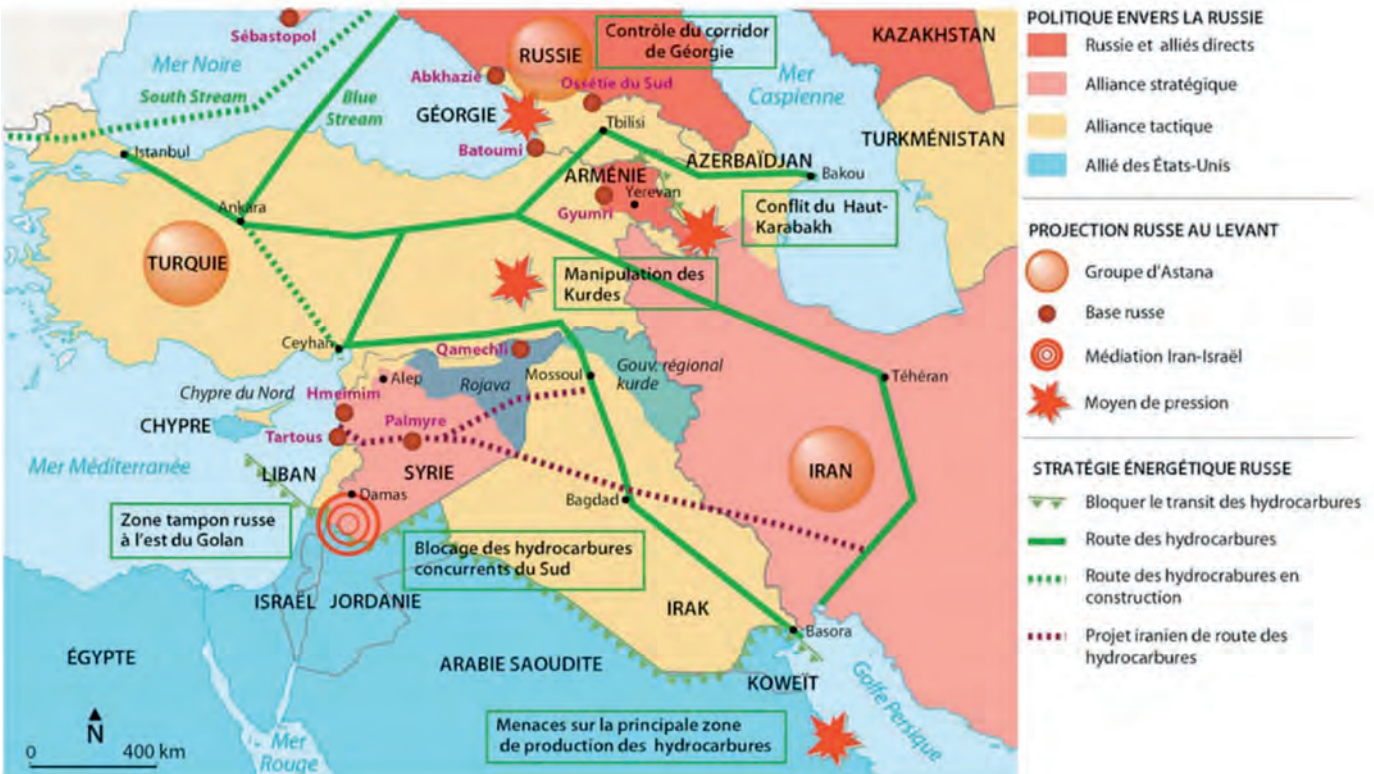 Sébastopol
Mer Noire
South Stream
Blue
Stream
RUSSIE
Contrôle du corridor
de Géorgie
KAZAKHSTAN
Abkhazie
Ossétie du Sud
Mer
Caspienne
GÉORGIE
Tbilisi
TURKMÉNISTAN
Istanbul
Batoumi
AZERBAÏDJAN
Bakou
ARMÉNIE
Yerevan
Gyumri
Ankara
Conflit du Haut-
Karabakh
TURQUIE
Manipulation des
Kurdes
Ceyhan
Qamechli
Alep
Rojava
Mossoul
Gouv. régional
kurde
Téhéran
Chypre du Nord
Hmeimim
CHYPRE
Tartous
Palmyre
Mer Méditerranée
LIBAN
SYRIE
IRAN
Damas
Bagdad
Zone tampon russe
à l'est du Golan
Blocage des hydrocarbures
concurrents du Sud
ISRAËL
JORDANIE
IRAK
Basora
ÉGYPTE
ARABIE SAOUDITE
KOWEÏT
Golfe Persique
Menaces sur la principale zone
de production des hydrocarbures
N
0 400 km
Mer
Rouge
POLITIQUE ENVERS LA RUSSIE
Russie et alliés directs
Alliance stratégique
Alliance tactique
Allié des États-Unis
PROJECTION RUSSE AU LEVANT
Groupe d'Astana
Base russe
Médiation Iran-Israël
Moyen de pression
STRATÉGIE ÉNERGÉTIQUE RUSSE
Bloquer le transit des hydrocarbures
Route des hydrocarbures
Route des hydrocrabures en
construction
Projet iranien de route des
hydrocarbures